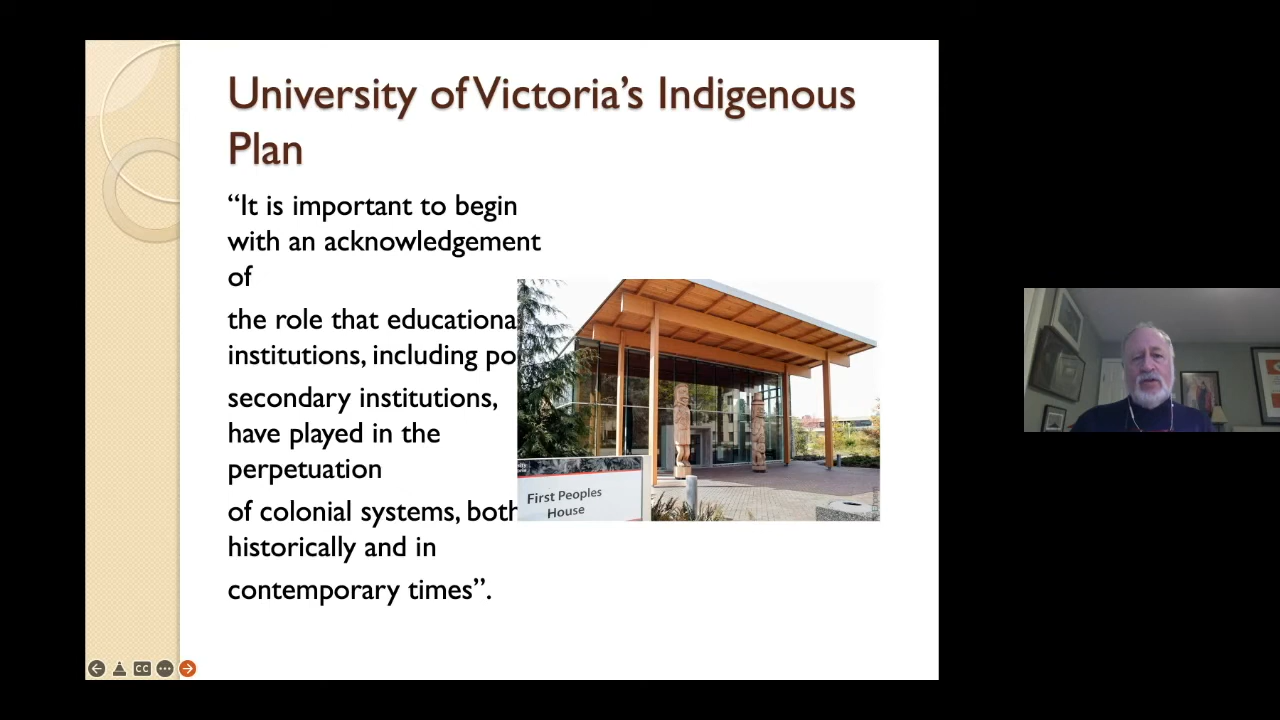 University of Victoria’s Indigenous
Plan
“It is important to begin
with an acknowledgement
of
the role that educationa
institutions, including po
secondary institutions,
have played in the
perpetuation
of colonial systems, both
historically and in
contemporary times”.
First Peoples
House
CC